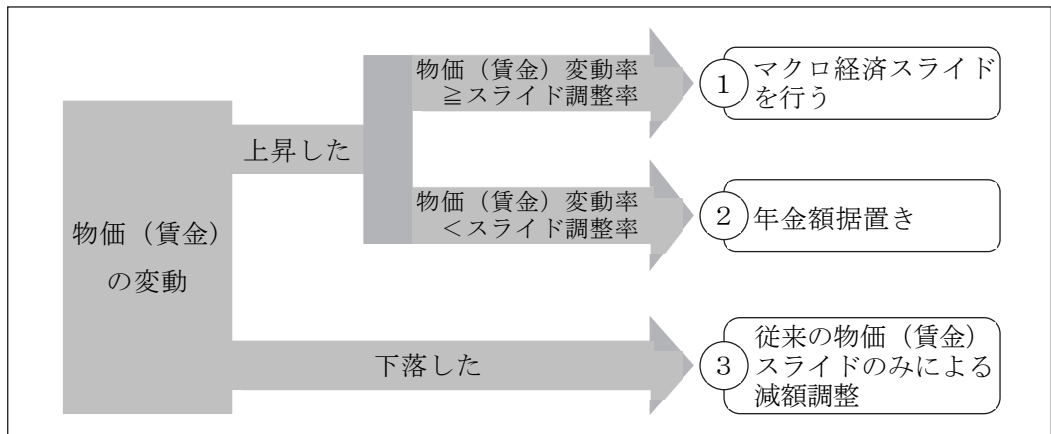 物価（賃金）
の変動
上昇した
物価（賃金）変動率
≧スライド調整率
①
マクロ経済スライド
を行う
物価（賃金）変動率
＜スライド調整率
②
年金額据置き
下落した
③
従来の物価（賃金）
スライドのみによる
減額調整